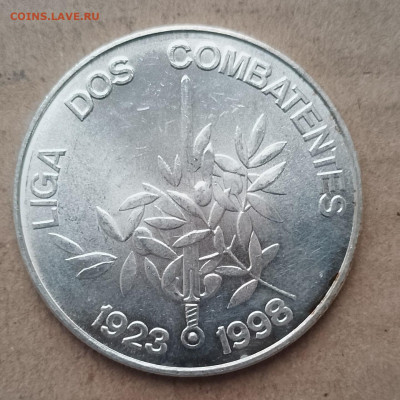 COINS.LAVE.RU
LIGA DOS COMBATENTES
1923 1998